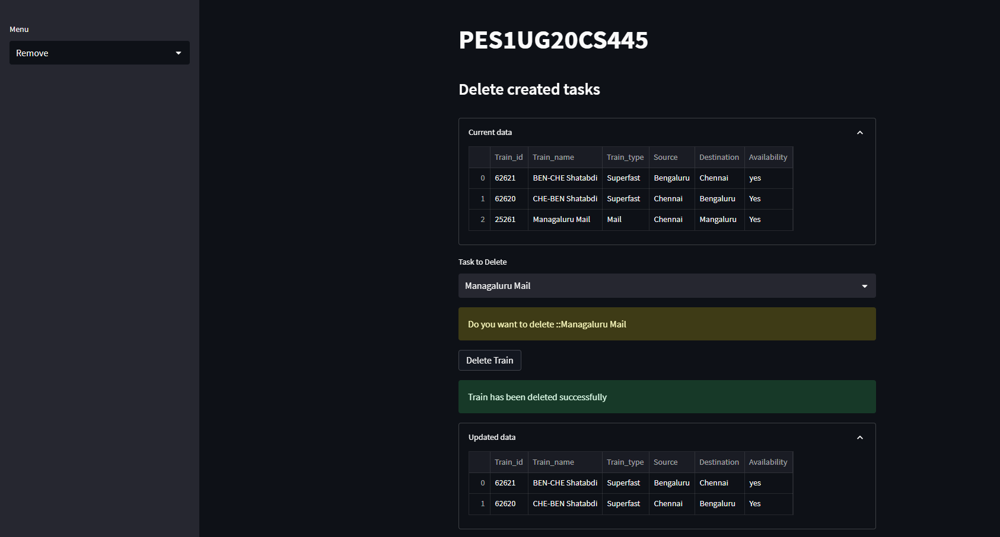 Menu
Remove
PES1UG20CS445
Delete created tasks
Current data
Train_id Train_name Train_type Source Destination Availability
0 62621 BEN-CHE Shatabdi Superfast Bengaluru Chennai yes
1 62620 CHE-BEN Shatabdi Superfast Chennai Bengaluru Yes
2 25261 Managaluru Mail Mail Chennai Mangaluru Yes
Task to Delete
Managaluru Mail
Do you want to delete ::Managaluru Mail
Delete Train
Train has been deleted successfully
Updated data
Train_id Train_name Train_type Source Destination Availability
0 62621 BEN-CHE Shatabdi Superfast Bengaluru Chennai yes
1 62620 CHE-BEN Shatabdi Superfast Chennai Bengaluru Yes